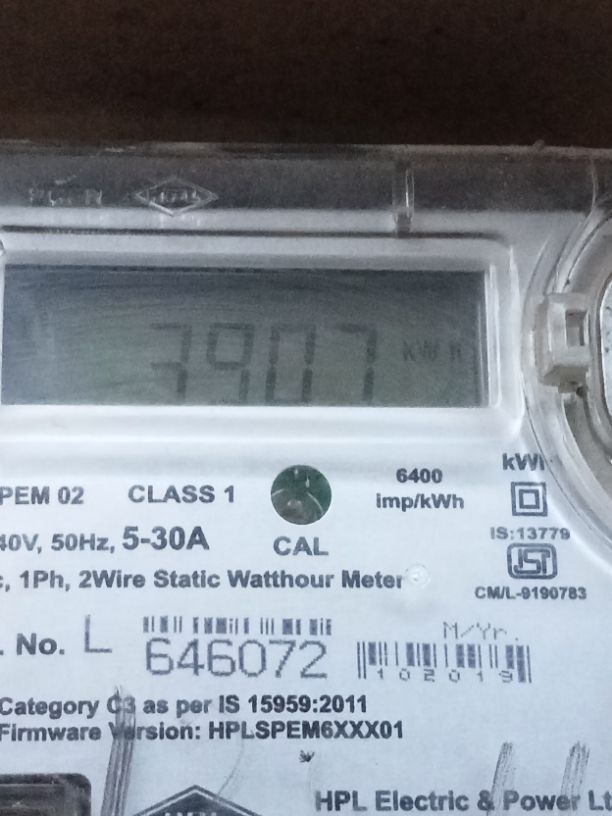 3907 kWh
kWh
PEM 02 CLASS 1 6400
imp/kWh
40V, 50Hz, 5-30A CAL
IS:13779
1Ph, 2Wire Static Watthour Meter
CM/L-9190783
. No. L 646072
M/Yr.
102019
Category C3 as per IS 15959:2011
Firmware Version: HPLSPEM6XXX01
HPL Electric & Power Lt